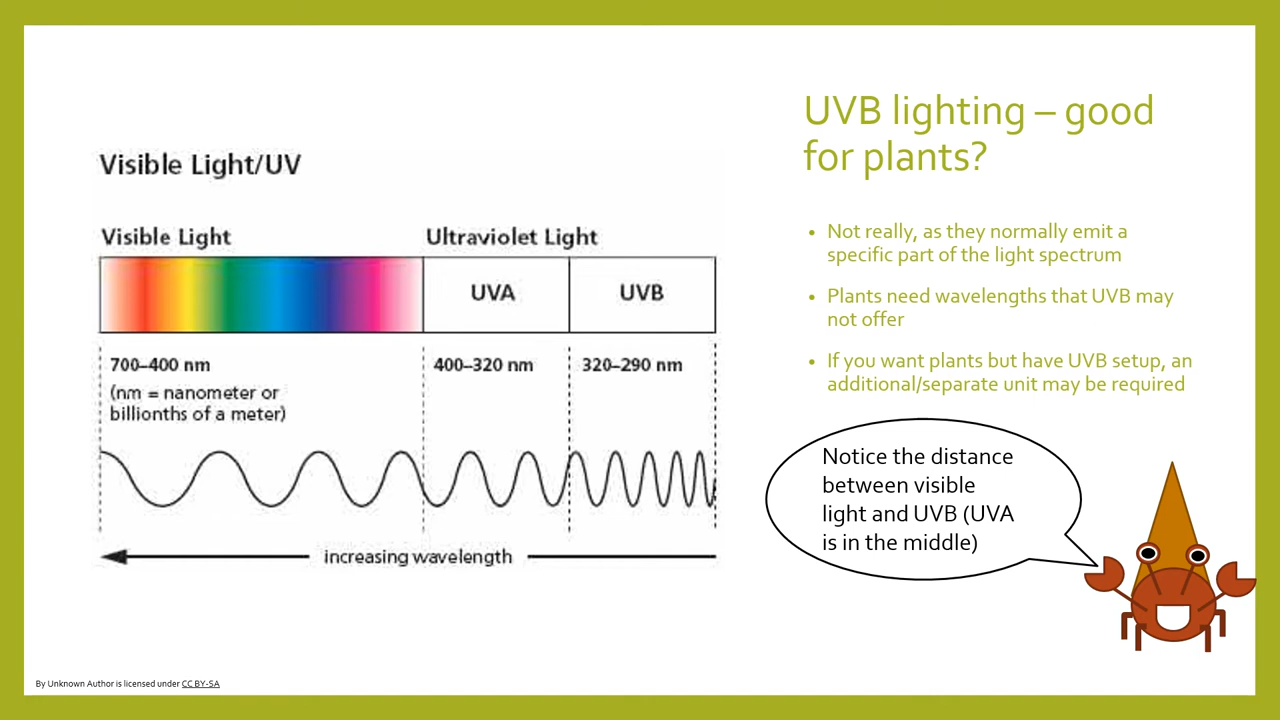 Visible Light/UV
Visible Light
Ultraviolet Light
UVA
UVB
700–400 nm
(nm = nanometer or
billionths of a meter)
400–320 nm
320–290 nm
increasing wavelength
UVB lighting – good
for plants?
• Not really, as they normally emit a
specific part of the light spectrum
• Plants need wavelengths that UVB may
not offer
• If you want plants but have UVB setup, an
additional/separate unit may be required
Notice the distance
between visible
light and UVB (UVA
is in the middle)
By Unknown Author is licensed under CC BY-SA